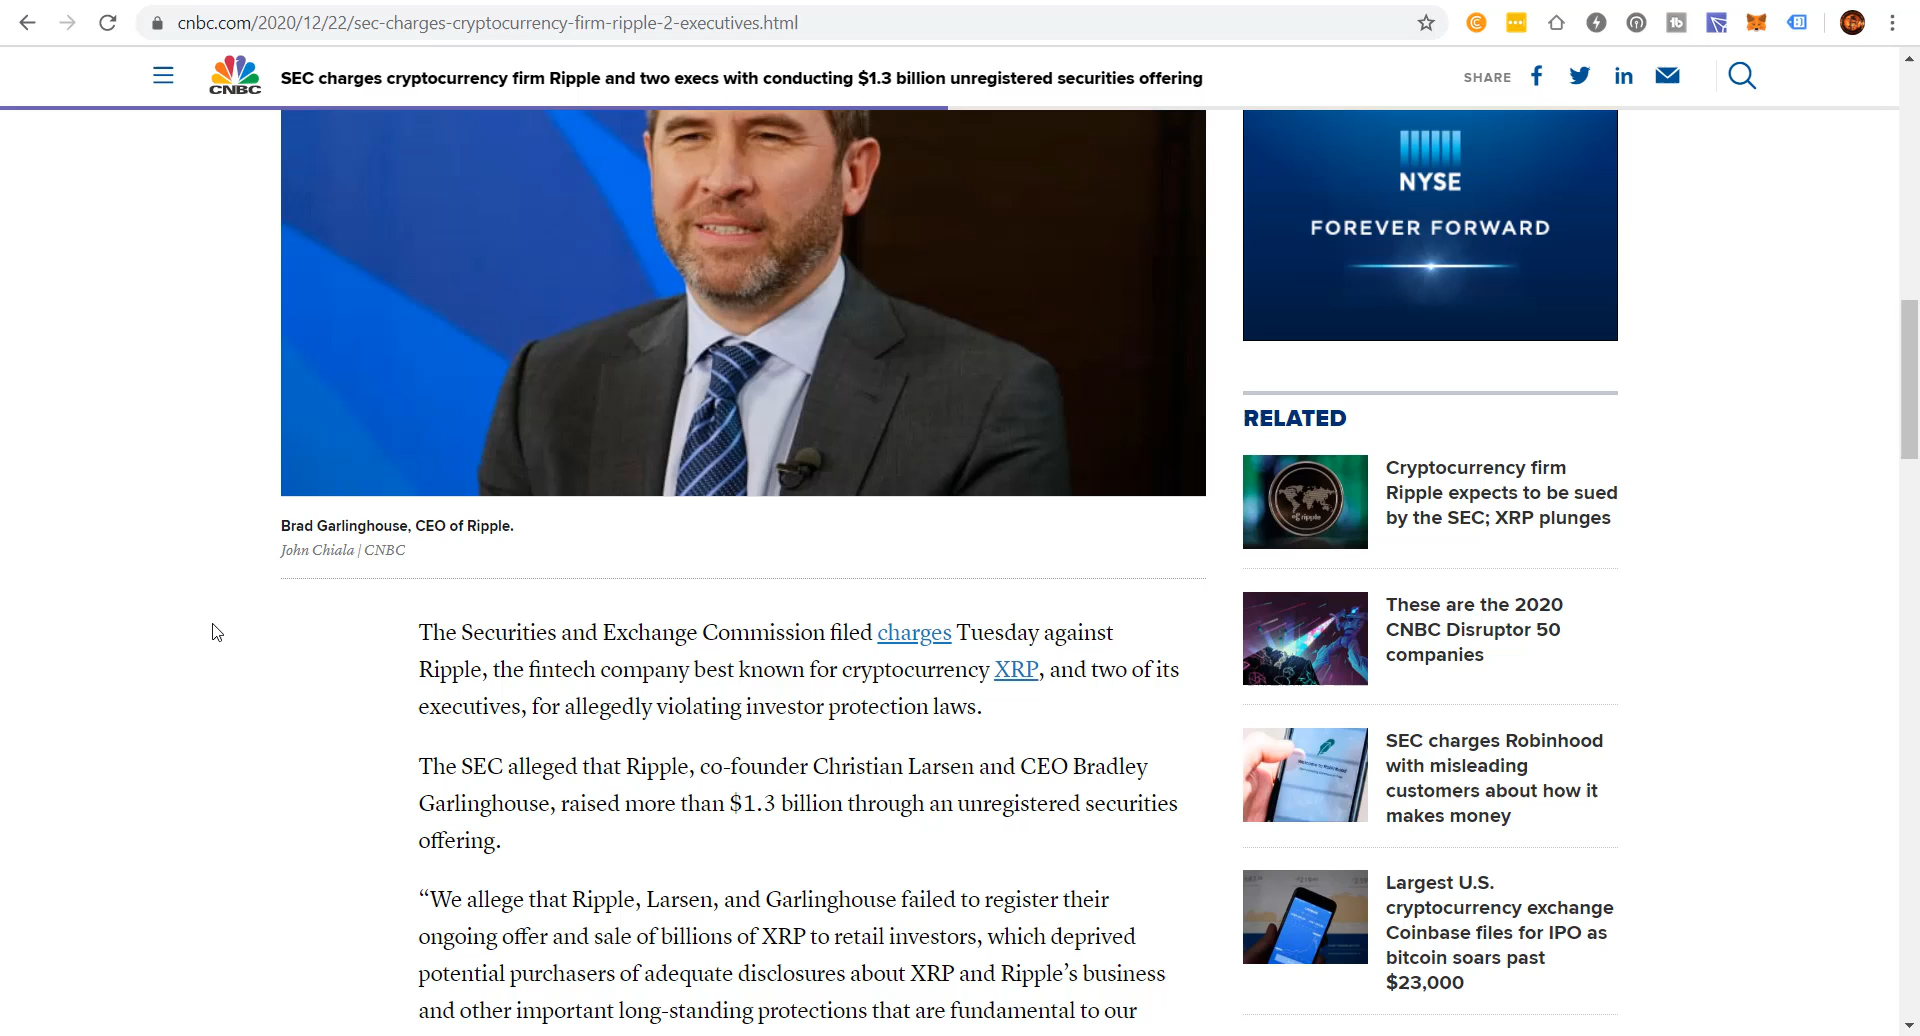 cnbc.com/2020/12/22/sec-charges-cryptocurrency-firm-ripple-2-executives.html
CNBC
SEC charges cryptocurrency firm Ripple and two execs with conducting $1.3 billion unregistered securities offering
SHARE
NYSE
FOREVER FORWARD
Brad Garlinghouse, CEO of Ripple.
John Chiala | CNBC
The Securities and Exchange Commission filed charges Tuesday against
Ripple, the fintech company best known for cryptocurrency XRP, and two of its
executives, for allegedly violating investor protection laws.
The SEC alleged that Ripple, co-founder Christian Larsen and CEO Bradley
Garlinghouse, raised more than $1.3 billion through an unregistered securities
offering.
“We allege that Ripple, Larsen, and Garlinghouse failed to register their
ongoing offer and sale of billions of XRP to retail investors, which deprived
potential purchasers of adequate disclosures about XRP and Ripple’s business
and other important long-standing protections that are fundamental to our
RELATED
ripple
Cryptocurrency firm
Ripple expects to be sued
by the SEC; XRP plunges
These are the 2020
CNBC Disruptor 50
companies
SEC charges Robinhood
with misleading
customers about how it
makes money
Largest U.S.
cryptocurrency exchange
Coinbase files for IPO as
bitcoin soars past
$23,000